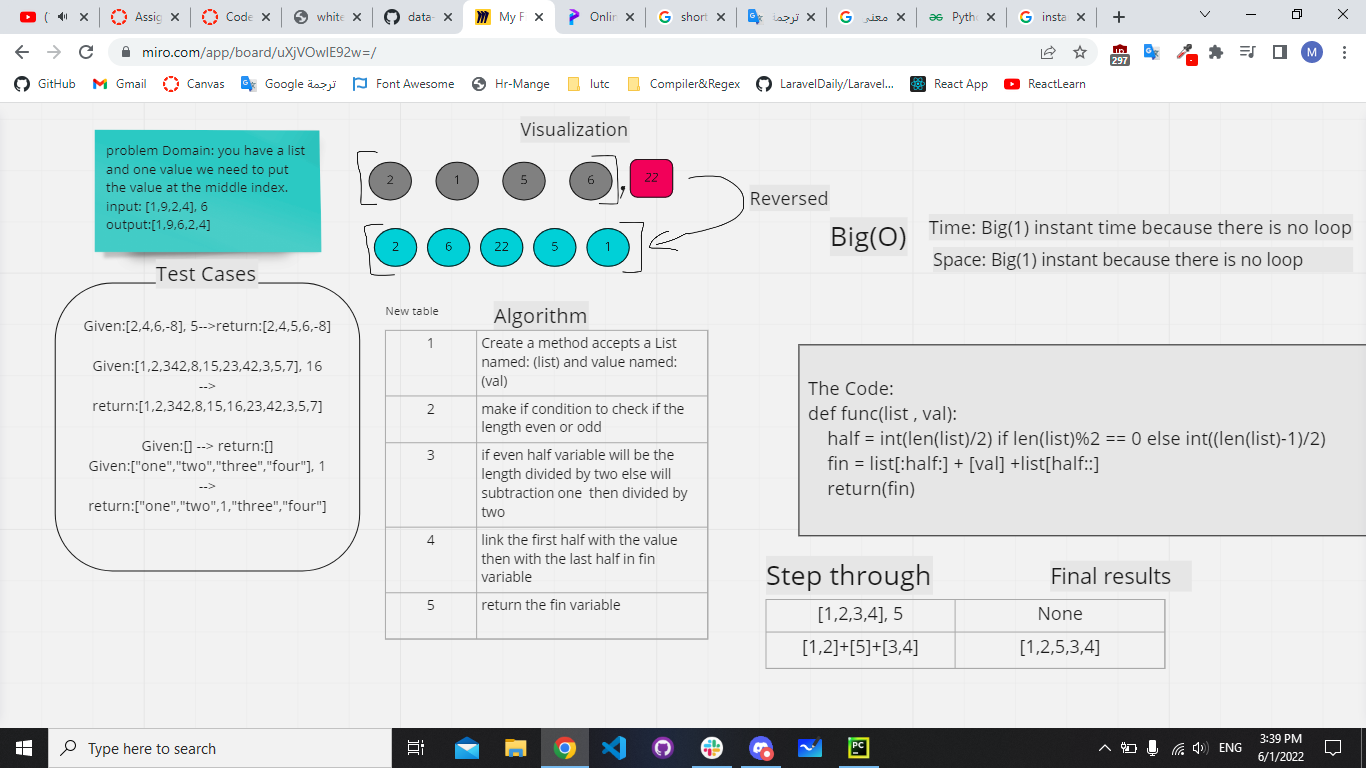 (
Assig
Code
white
data-
My F
Onlin
short
ترجما
معنى
Pyth
insta
miro.com/app/board/uXjVOwlE92w=/
297
M
GitHub
Gmail
Canvas
Google ترجمة
Font Awesome
Hr-Mange
lutc
Compiler&Regex
LaravelDaily/Laravel...
React App
ReactLearn
problem Domain: you have a list
and one value we need to put
the value at the middle index.
input: [1,9,2,4], 6
output:[1,9,6,2,4]
Visualization
[ 2 1 5 6 ] , 22
Reversed
[ 2 6 22 5 1 ]
Big(O)
Time: Big(1) instant time because there is no loop
Space: Big(1) instant because there is no loop
Test Cases
Given:[2,4,6,-8], 5-->return:[2,4,5,6,-8]
Given:[1,2,342,8,15,23,42,3,5,7], 16
-->
return:[1,2,342,8,15,16,23,42,3,5,7]
Given:[] --> return:[]
Given:["one","two","three","four"], 1
-->
return:["one","two",1,"three","four"]
New table
Algorithm
1 Create a method accepts a List
named: (list) and value named:
(val)
2 make if condition to check if the
length even or odd
3 if even half variable will be the
length divided by two else will
subtraction one then divided by
two
4 link the first half with the value
then with the last half in fin
variable
5 return the fin variable
The Code:
def func(list , val):
half = int(len(list)/2) if len(list)%2 == 0 else int((len(list)-1)/2)
fin = list[:half:] + [val] +list[half::]
return(fin)
Step through
Final results
[1,2,3,4], 5 None
[1,2]+[5]+[3,4] [1,2,5,3,4]
Type here to search
PC
ENG
3:39 PM
6/1/2022